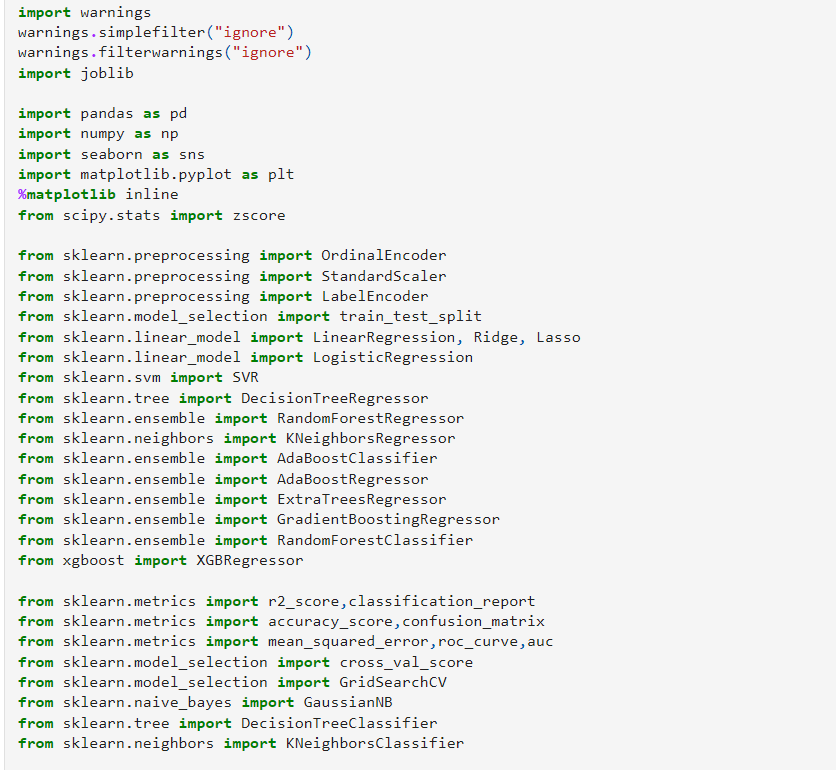 import warnings
warnings.simplefilter("ignore")
warnings.filterwarnings("ignore")
import joblib
import pandas as pd
import numpy as np
import seaborn as sns
import matplotlib.pyplot as plt
%matplotlib inline
from scipy.stats import zscore
from sklearn.preprocessing import OrdinalEncoder
from sklearn.preprocessing import StandardScaler
from sklearn.preprocessing import LabelEncoder
from sklearn.model_selection import train_test_split
from sklearn.linear_model import LinearRegression, Ridge, Lasso
from sklearn.linear_model import LogisticRegression
from sklearn.svm import SVR
from sklearn.tree import DecisionTreeRegressor
from sklearn.ensemble import RandomForestRegressor
from sklearn.neighbors import KNeighborsRegressor
from sklearn.ensemble import AdaBoostClassifier
from sklearn.ensemble import AdaBoostRegressor
from sklearn.ensemble import ExtraTreesRegressor
from sklearn.ensemble import GradientBoostingRegressor
from sklearn.ensemble import RandomForestClassifier
from xgboost import XGBRegressor
from sklearn.metrics import r2_score,classification_report
from sklearn.metrics import accuracy_score,confusion_matrix
from sklearn.metrics import mean_squared_error,roc_curve,auc
from sklearn.model_selection import cross_val_score
from sklearn.model_selection import GridSearchCV
from sklearn.naive_bayes import GaussianNB
from sklearn.tree import DecisionTreeClassifier
from sklearn.neighbors import KNeighborsClassifier